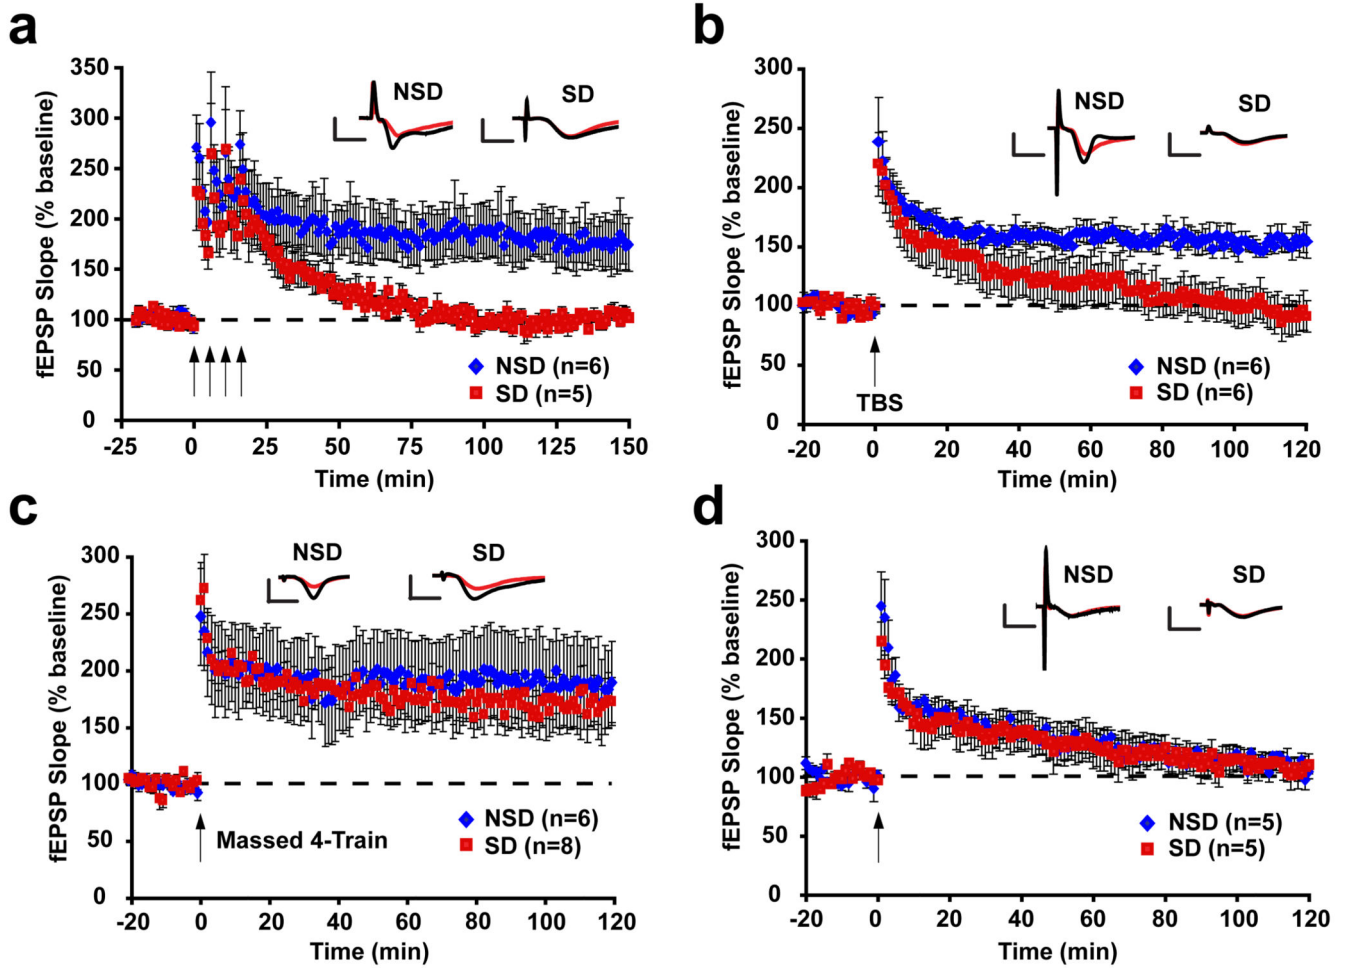 a
350
300
250
200
150
100
50
0
fEPSP Slope (% baseline)
NSD
SD
NSD (n=6)
SD (n=5)
-25 0 25 50 75 100 125 150
Time (min)
b
300
250
200
150
100
50
0
fEPSP Slope (% baseline)
NSD
SD
NSD (n=6)
SD (n=6)
TBS
-20 0 20 40 60 80 100 120
Time (min)
c
300
250
200
150
100
50
0
fEPSP Slope (% baseline)
NSD
SD
Massed 4-Train
NSD (n=6)
SD (n=8)
-20 0 20 40 60 80 100 120
Time (min)
d
300
250
200
150
100
50
0
fEPSP Slope (% baseline)
NSD
SD
NSD (n=5)
SD (n=5)
-20 0 20 40 60 80 100 120
Time (min)